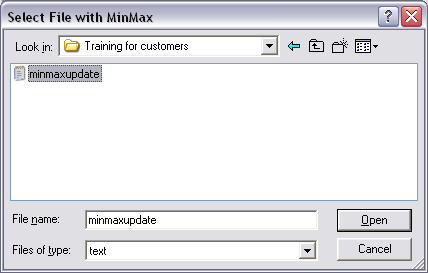 Select File with MinMax
Look in: Training for customers
minmaxupdate
File name: minmaxupdate Open
Files of type: text Cancel